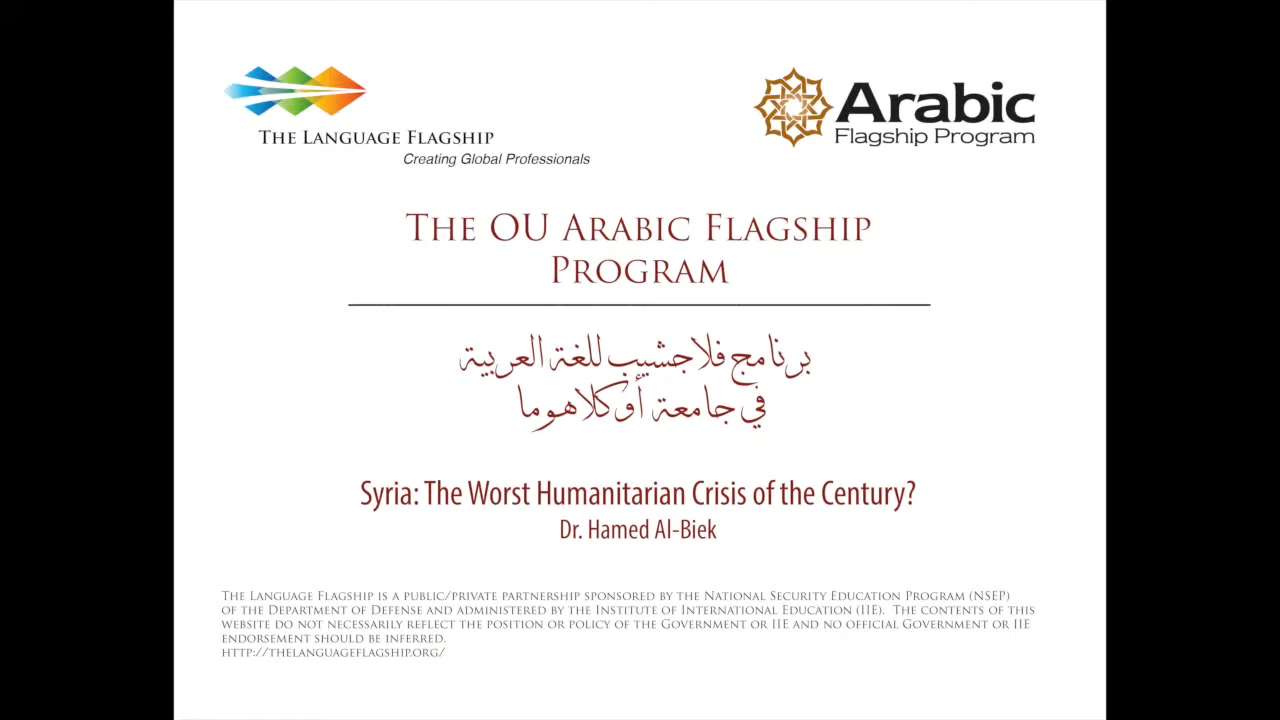 THE LANGUAGE FLAGSHIP
Creating Global Professionals
Arabic
Flagship Program
THE OU ARABIC FLAGSHIP
PROGRAM
برنامج فلاجشيب للغة العربية
في جامعة أوكلاهوما
Syria: The Worst Humanitarian Crisis of the Century?
Dr. Hamed Al-Biek
THE LANGUAGE FLAGSHIP IS A PUBLIC/PRIVATE PARTNERSHIP SPONSORED BY THE NATIONAL SECURITY EDUCATION PROGRAM (NSEP)
OF THE DEPARTMENT OF DEFENSE AND ADMINISTERED BY THE INSTITUTE OF INTERNATIONAL EDUCATION (IIE). THE CONTENTS OF THIS
WEBSITE DO NOT NECESSARILY REFLECT THE POSITION OR POLICY OF THE GOVERNMENT OR IIE AND NO OFFICIAL GOVERNMENT OR IIE
ENDORSEMENT SHOULD BE INFERRED.
HTTP://THELANGUAGEFLAGSHIP.ORG/